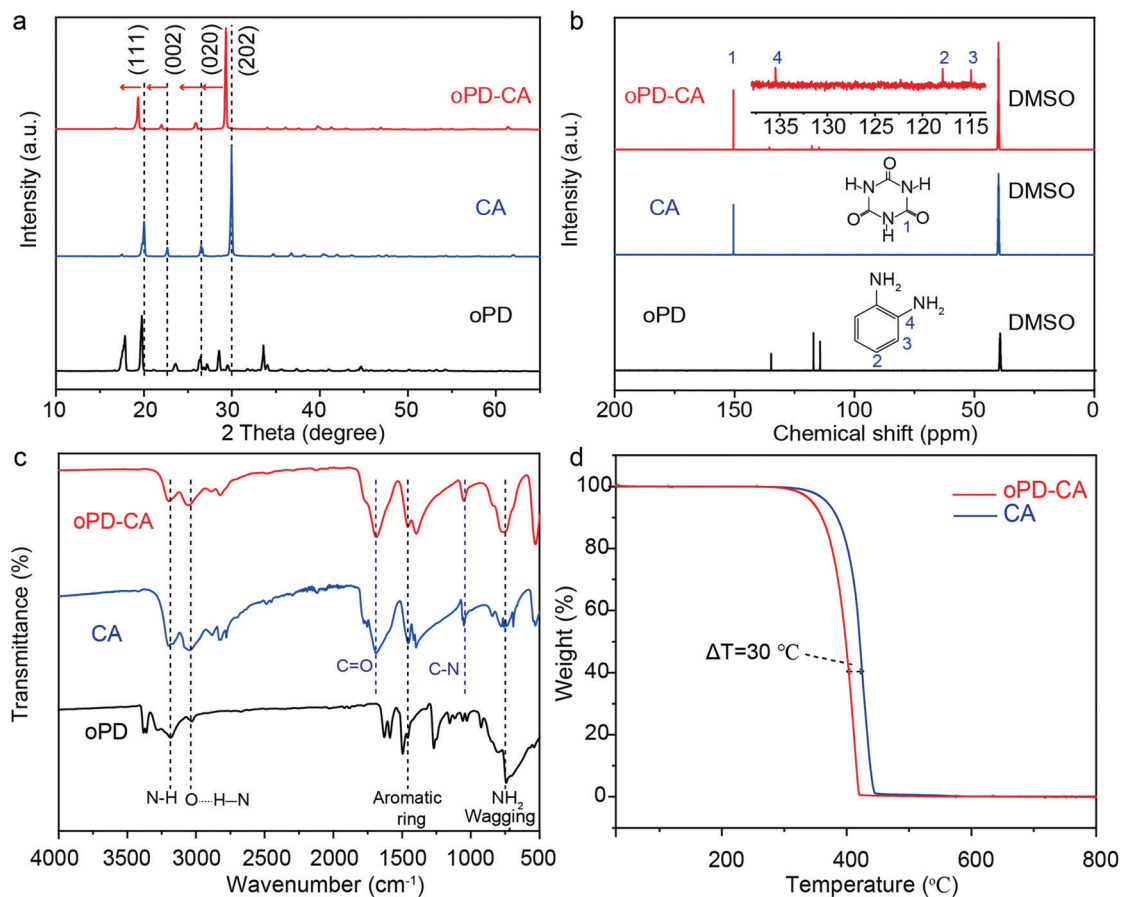 a
(111)
(002)
(020)
(202)
oPD-CA
CA
oPD
Intensity (a.u.)
10 20 30 40 50 60
2 Theta (degree)
b
1 4 2 3
oPD-CA
DMSO
135 130 125 120 115
CA
O
H N N H
O N O
H 1
DMSO
oPD
NH2
NH2
4
3
2
DMSO
Intensity (a.u.)
200 150 100 50 0
Chemical shift (ppm)
c
oPD-CA
CA
C=O
C-N
oPD
N-H
O·····H—N
Aromatic
ring
NH2
Wagging
Transmittance (%)
4000 3500 3000 2500 2000 1500 1000 500
Wavenumber (cm-1)
d
oPD-CA
CA
ΔT=30 ℃
Weight (%)
100
80
60
40
20
0
200 400 600 800
Temperature (oC)